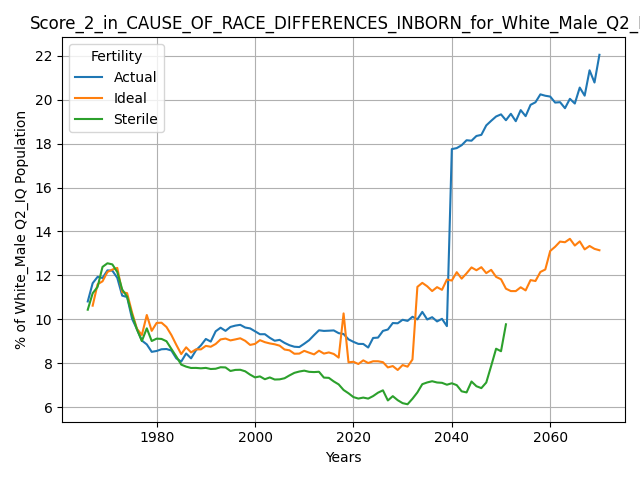 Score_2_in_CAUSE_OF_RACE_DIFFERENCES_INBORN_for_White_Male_Q2_I
Fertility
Actual
Ideal
Sterile
% of White_Male Q2_IQ Population
22
20
18
16
14
12
10
8
6
1980
2000
2020
2040
2060
Years